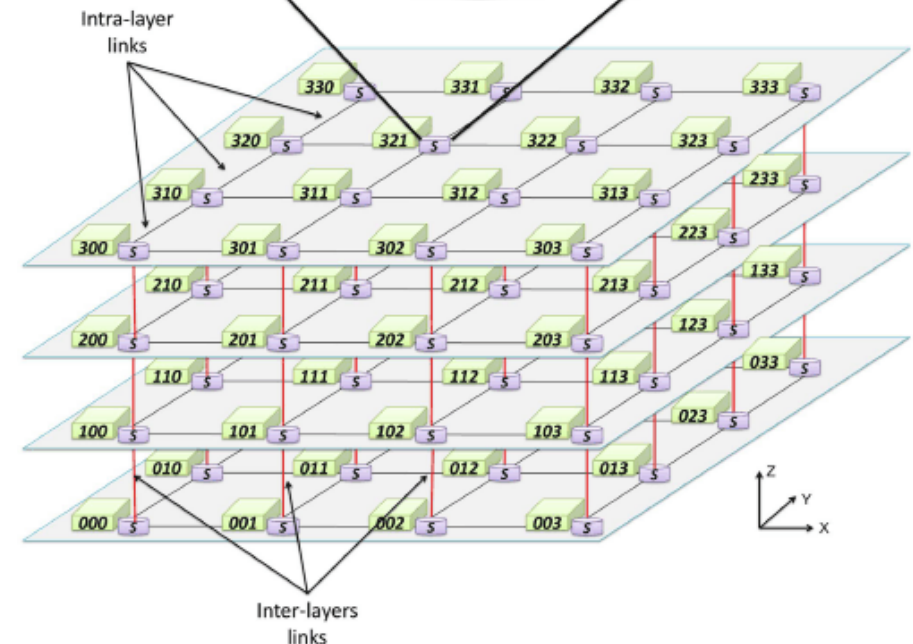 Intra-layer
links
330 S 331 S 332 S 333 S
320 S 321 S 322 S 323 S
310 S 311 S 312 S 313 S
300 S 301 S 302 S 303 S
233 S
223 S
210 S 211 S 212 S 213 S
200 S 201 S 202 S 203 S
133 S
123 S
110 S 111 S 112 S 113 S
100 S 101 S 102 S 103 S
033 S
023 S
010 S 011 S 012 S 013 S
000 S 001 S 002 S 003 S
Z
Y
X
Inter-layers
links